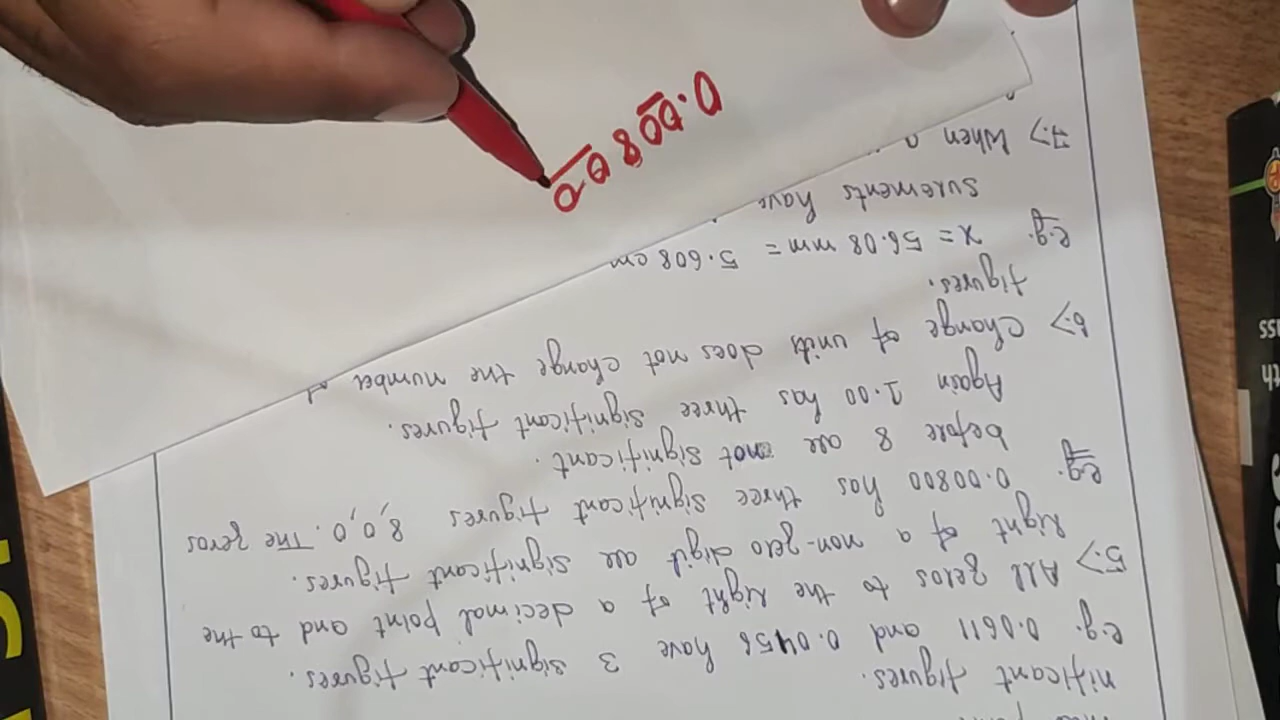 nificant figures.
e.g. 0.0611 and 0.0456 have 3 significant figures.
5.> All zeros to the right of a decimal point and to the
right of a non-zero digit are significant figures.
e.g. 0.00800 has three significant figures 8,0,0. The zeros
before 8 are not significant.
Again 1.00 has three significant figures.
6.> Change of units does not change the number
figures.
e.g. x = 56.08 mm = 5.608 cm
surements have
7.> When a
0.00800